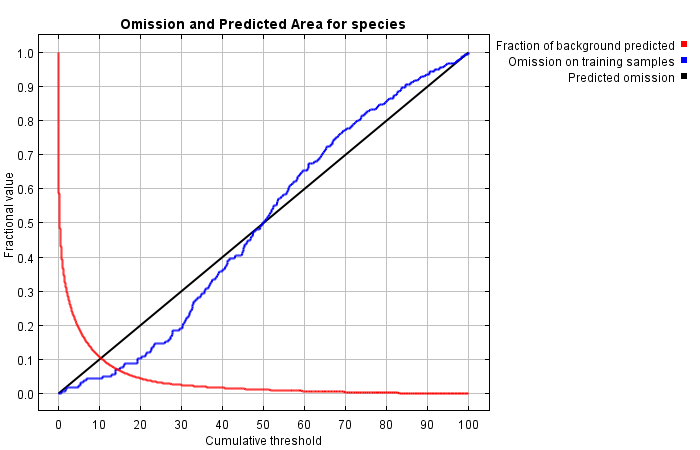 Omission and Predicted Area for species
Fraction of background predicted
Omission on training samples
Predicted omission
Fractional value
1.0
0.9
0.8
0.7
0.6
0.5
0.4
0.3
0.2
0.1
0.0
0 10 20 30 40 50 60 70 80 90 100
Cumulative threshold